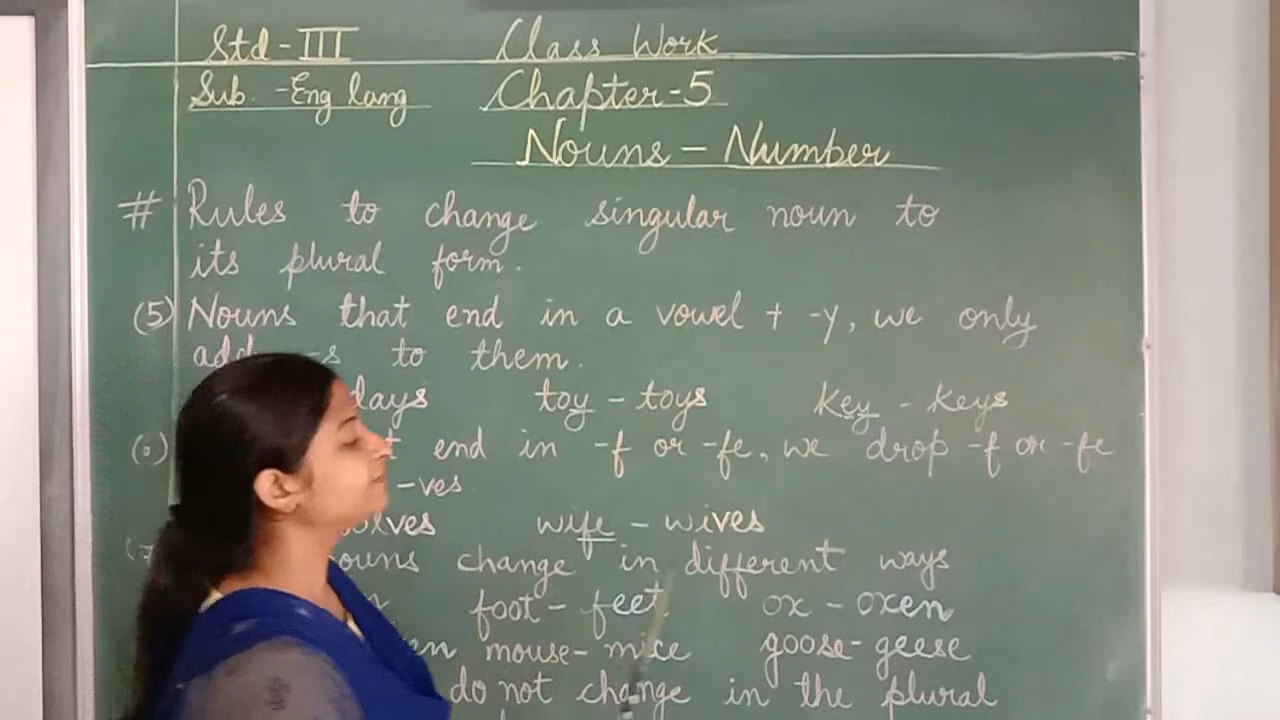 Std - III Class Work
Sub. - Eng lang Chapter-5
Nouns - Number
# Rules to change singular noun to
its plural form.
(5) Nouns that end in a vowel + -y, we only
add -s to them.
days toy - toys key - keys
end in -f or -fe, we drop -f or -fe
-ves
wife - wives
nouns change in different ways
foot - feet ox - oxen
mouse - mice goose - geese
do not change in the plural